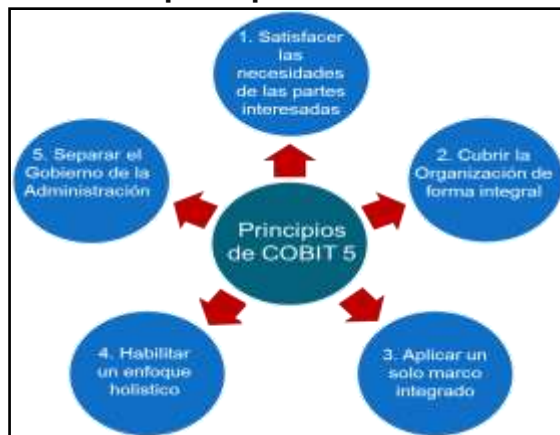 1. Satisfacer
las
necesidades
de las partes
interesadas
5. Separar el
Gobierno de la
Administración
2. Cubrir la
Organización de
forma integral
Principios
de COBIT 5
4. Habilitar
un enfoque
holístico
3. Aplicar un
solo marco
integrado